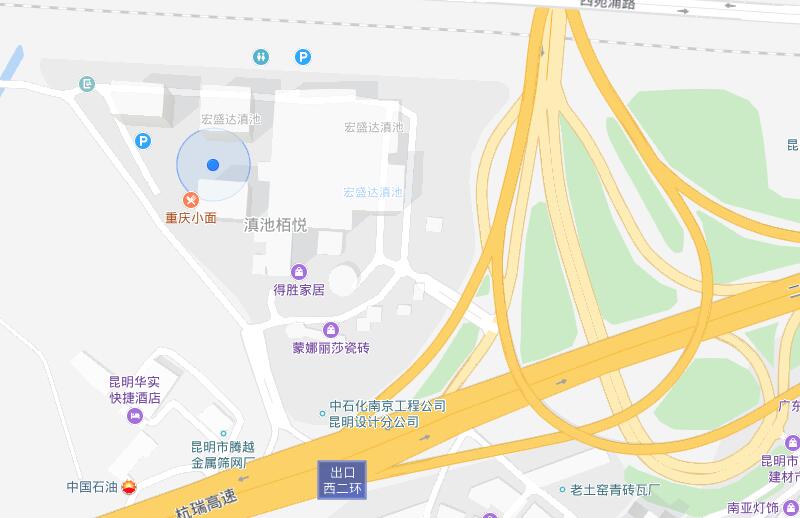 西苑浦路
宏盛达滇池
宏盛达滇池
昆
宏盛达滇池
重庆小面
滇池栢悦
得胜家居
蒙娜丽莎瓷砖
昆明华实
快捷酒店
中石化南京工程公司
昆明设计分公司
广东
昆明市腾越
金属筛网厂
昆明市
建材市
出口
西二环
中国石油
老土窑青砖瓦厂
杭瑞高速
南亚灯饰